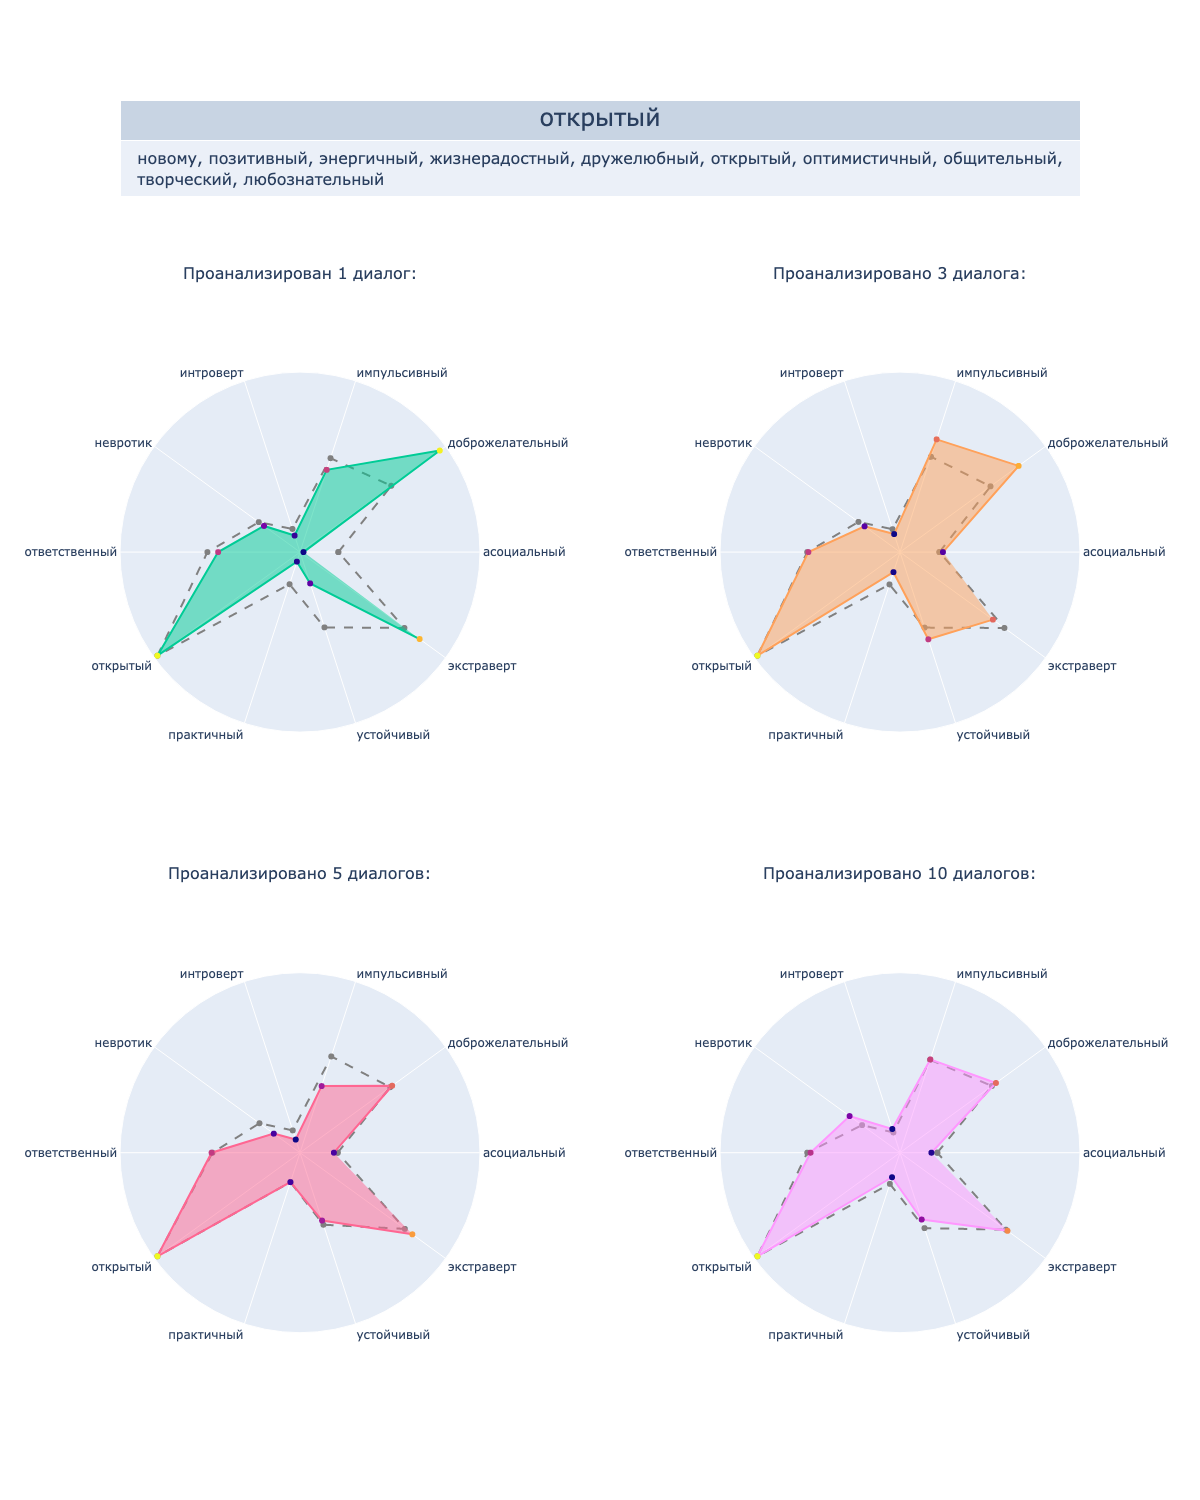 открытый
новому, позитивный, энергичный, жизнерадостный, дружелюбный, открытый, оптимистичный, общительный,
творческий, любознательный
Проанализирован 1 диалог:
интроверт
импульсивный
невротик
доброжелательный
ответственный
асоциальный
открытый
экстраверт
практичный
устойчивый
Проанализировано 3 диалога:
интроверт
импульсивный
невротик
доброжелательный
ответственный
асоциальный
открытый
экстраверт
практичный
устойчивый
Проанализировано 5 диалогов:
интроверт
импульсивный
невротик
доброжелательный
ответственный
асоциальный
открытый
экстраверт
практичный
устойчивый
Проанализировано 10 диалогов:
интроверт
импульсивный
невротик
доброжелательный
ответственный
асоциальный
открытый
экстраверт
практичный
устойчивый